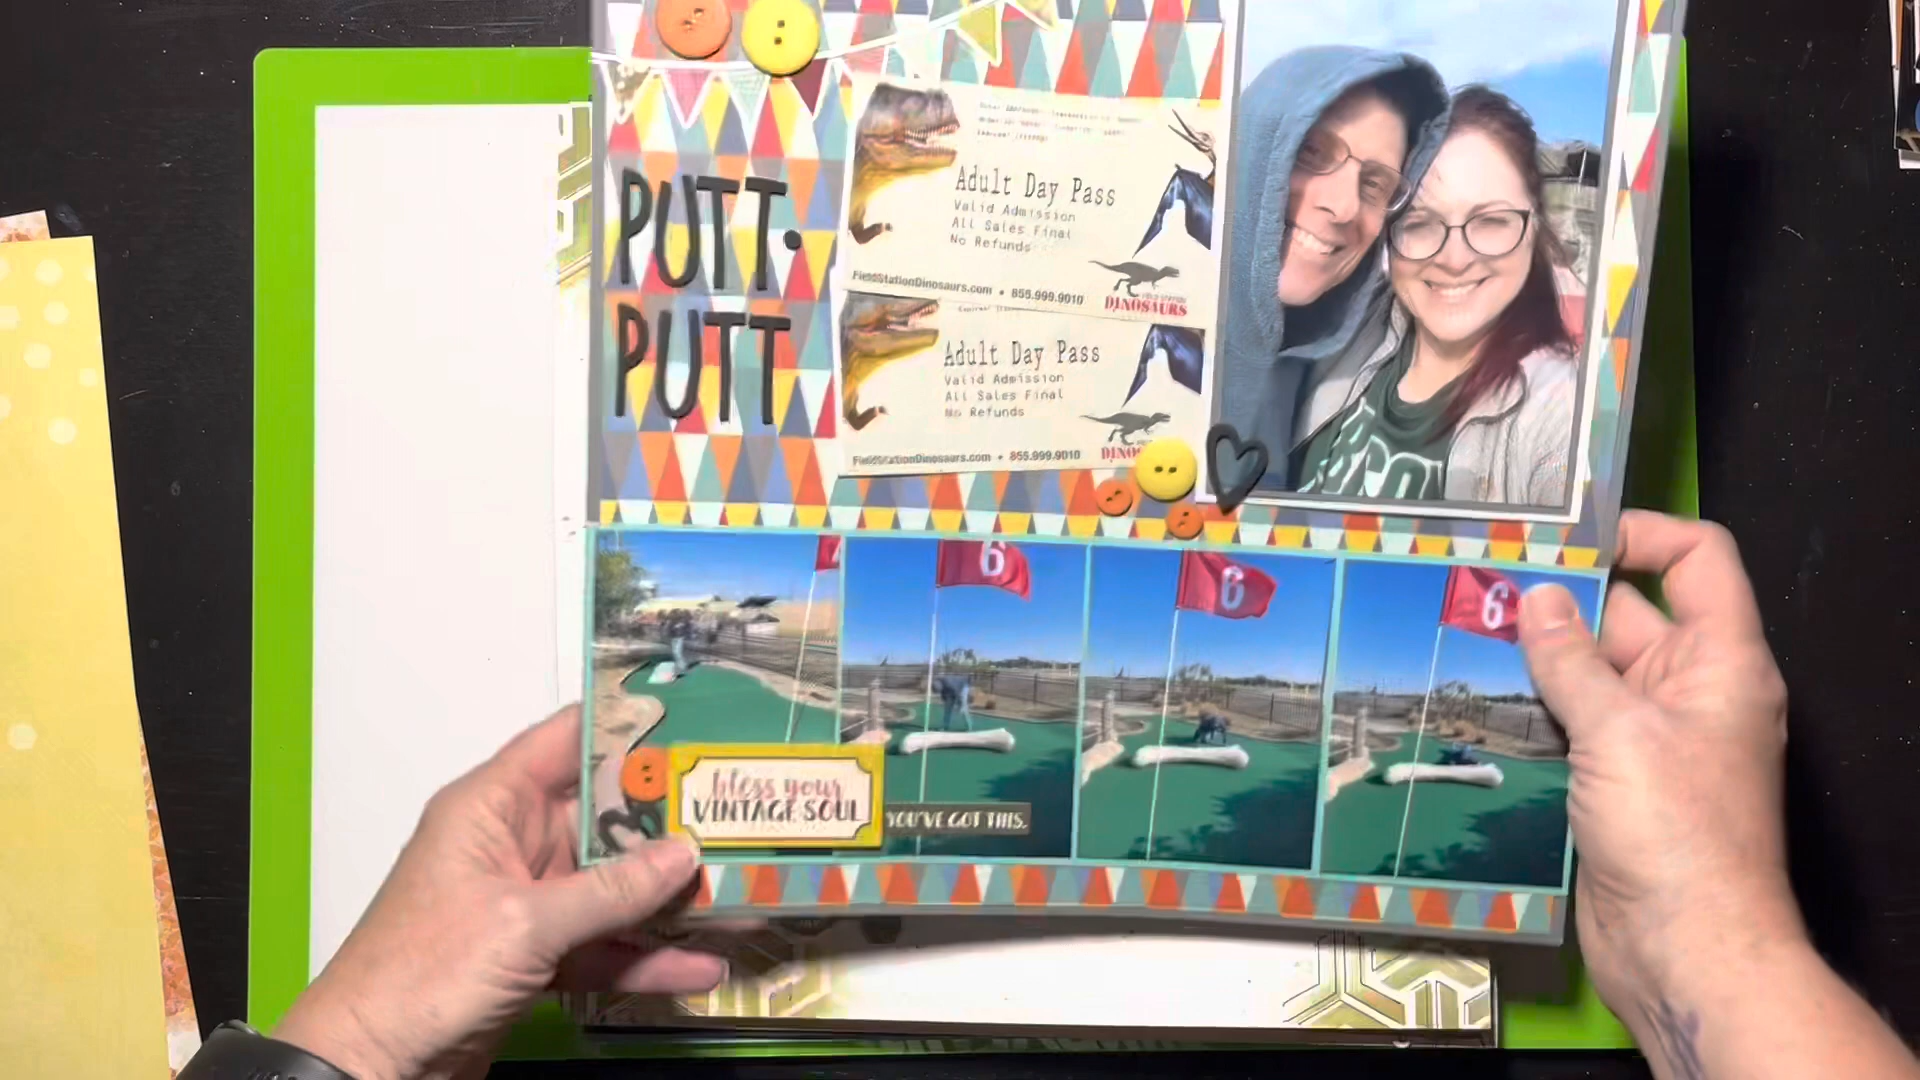 PUTT·
PUTT
Adult Day Pass
Valid Admission
All Sales Final
No Refunds
FieldStationDinosaurs.com • 855.999.9010
DINOSAURS
Adult Day Pass
Valid Admission
All Sales Final
No Refunds
FieldStationDinosaurs.com • 855.999.9010
DINO
6
6
6
bless your
VINTAGE SOUL
YOU'VE GOT THIS.